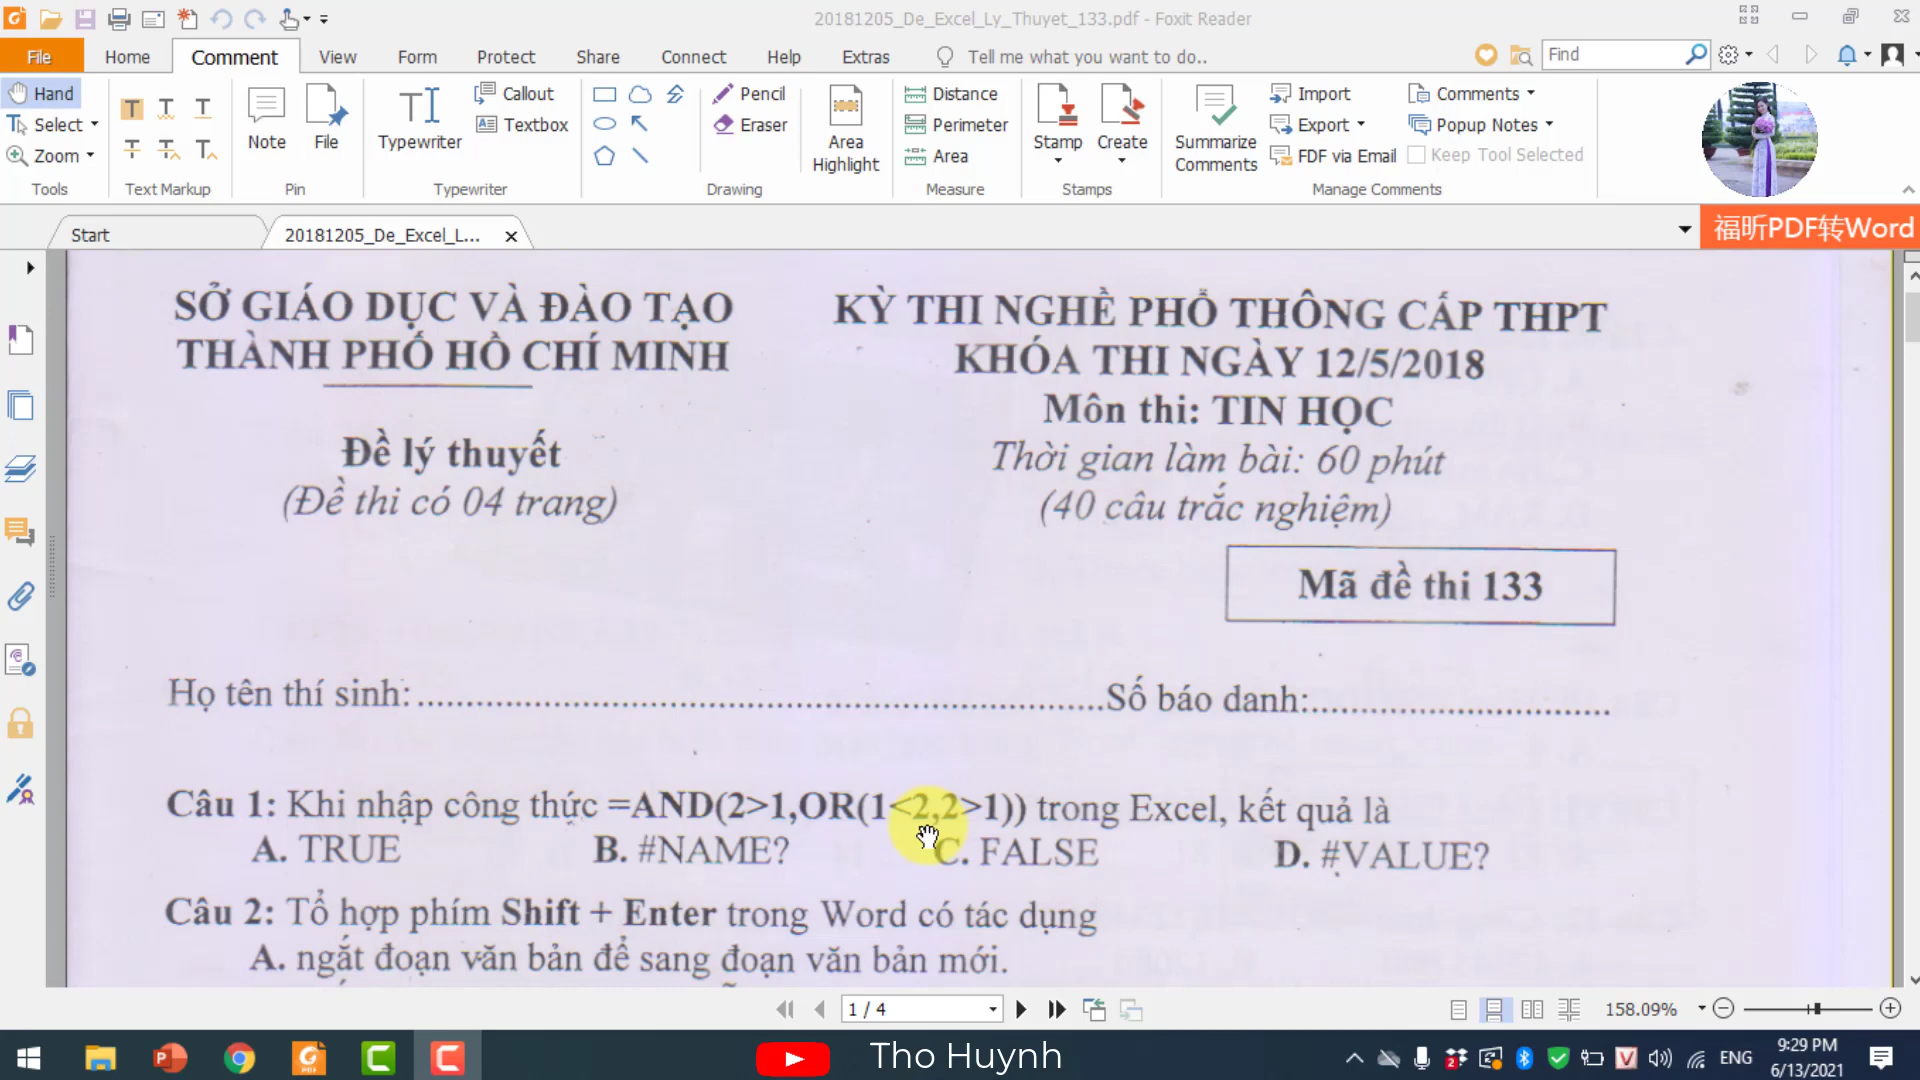 20181205_De_Excel_Ly_Thuyet_133.pdf - Foxit Reader
File Home Comment View Form Protect Share Connect Help Extras Tell me what you want to do.. Find
Hand
Select
Zoom
Tools
Text Markup
Note
File
Pin
Typewriter
Callout
Textbox
Typewriter
Pencil
Eraser
Area Highlight
Drawing
Distance
Perimeter
Area
Measure
Stamp
Create
Stamps
Summarize Comments
Import
Export
FDF via Email
Comments
Popup Notes
Keep Tool Selected
Manage Comments
Start
20181205_De_Excel_L...
福昕PDF转Word
SỞ GIÁO DỤC VÀ ĐÀO TẠO
THÀNH PHỐ HỒ CHÍ MINH
Đề lý thuyết
(Đề thi có 04 trang)
KỲ THI NGHỀ PHỔ THÔNG CẤP THPT
KHÓA THI NGÀY 12/5/2018
Môn thi: TIN HỌC
Thời gian làm bài: 60 phút
(40 câu trắc nghiệm)
Mã đề thi 133
Họ tên thí sinh: ........................................................................Số báo danh:................................
Câu 1: Khi nhập công thức =AND(2>1,OR(1<2,2>1)) trong Excel, kết quả là
A. TRUE B. #NAME? C. FALSE D. #VALUE?
Câu 2: Tổ hợp phím Shift + Enter trong Word có tác dụng
A. ngắt đoạn văn bản để sang đoạn văn bản mới.
1 / 4
158.09%
Tho Huynh
ENG
9:29 PM
6/13/2021